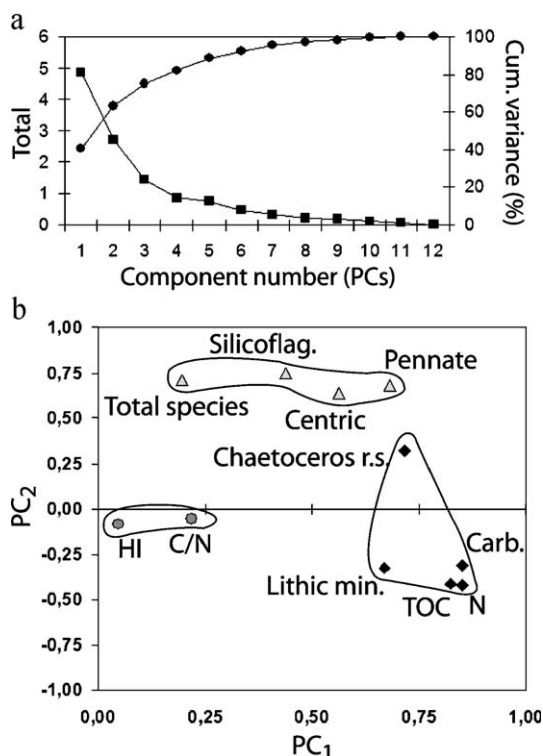 a
6
5
4
3
2
1
0
Total
100
80
60
40
20
0
Cum. variance (%)
1 2 3 4 5 6 7 8 9 10 11 12
Component number (PCs)
b
1,00
0,75
0,50
0,25
0,00
-0,25
-0,50
-0,75
-1,00
PC2
Silicoflag.
Pennate
Total species
Centric
Chaetoceros r.s.
HI
C/N
Carb.
Lithic min.
TOC
N
0,00 0,25 0,50 0,75 1,00
PC1